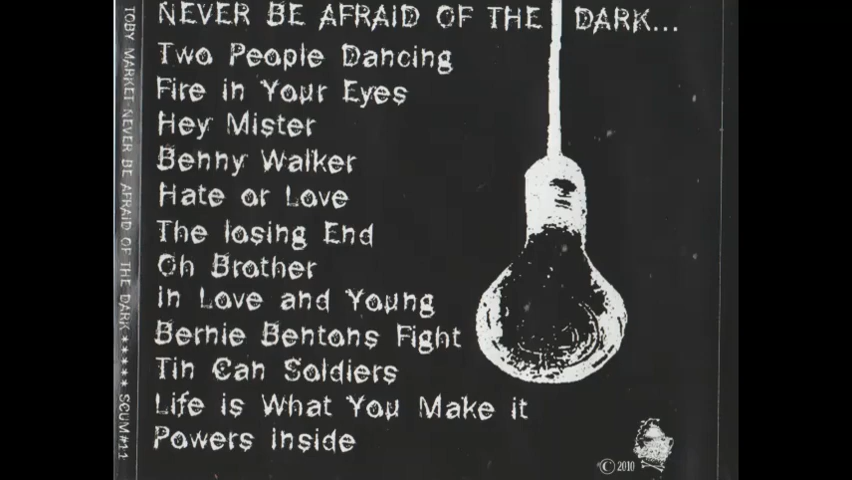 NEVER BE AFRAID OF THE DARK...
Two People Dancing
Fire in Your Eyes
Hey Mister
Benny Walker
Hate or Love
The losing End
Oh Brother
in Love and Young
Bernie Bentons Fight
Tin Can Soldiers
Life is What You Make it
Powers inside
© 2010
TOBY MARKET-NEVER BE AFRAID OF THE DARK ***** SCUM#11